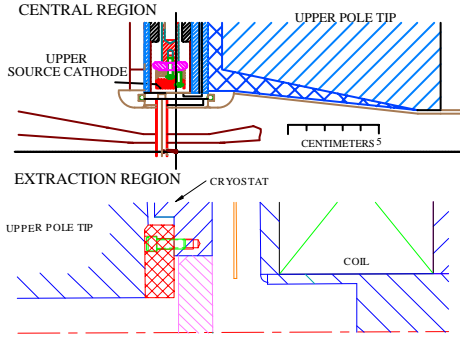 CENTRAL REGION
UPPER POLE TIP
UPPER
SOURCE CATHODE
CENTIMETERS 5
EXTRACTION REGION
CRYOSTAT
UPPER POLE TIP
COIL